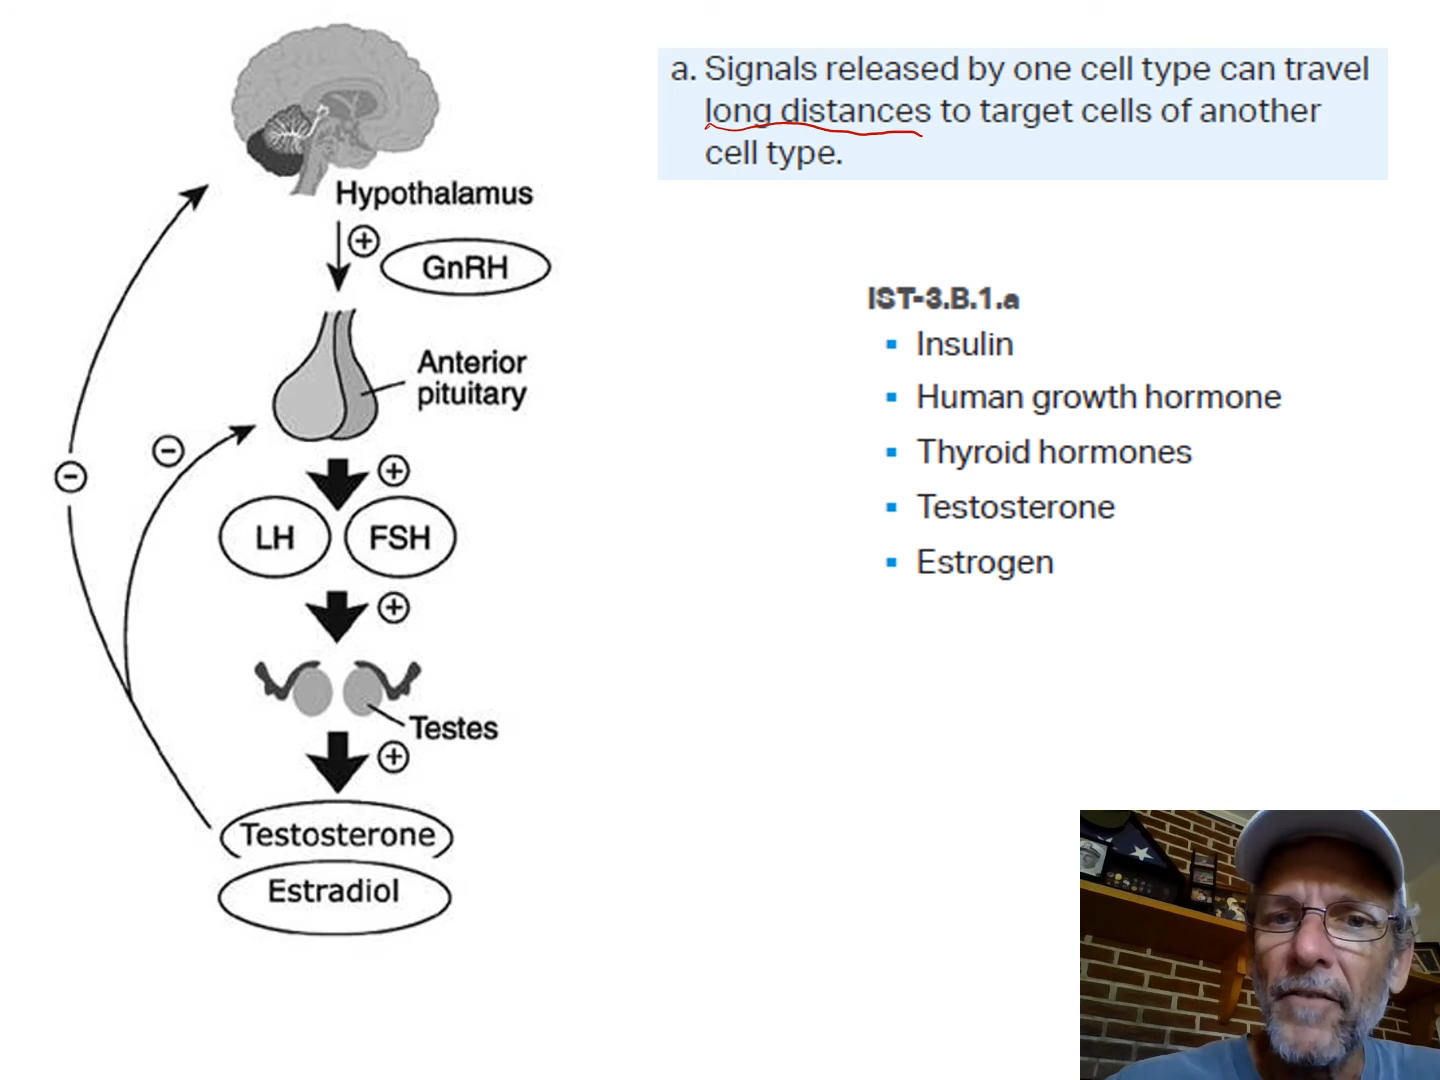 a. Signals released by one cell type can travel
long distances to target cells of another
cell type.
Hypothalamus
+
GnRH
IST-3.B.1.a
▪ Insulin
▪ Human growth hormone
▪ Thyroid hormones
▪ Testosterone
▪ Estrogen
Anterior
pituitary
−
−
+
LH
FSH
+
Testes
+
Testosterone
Estradiol